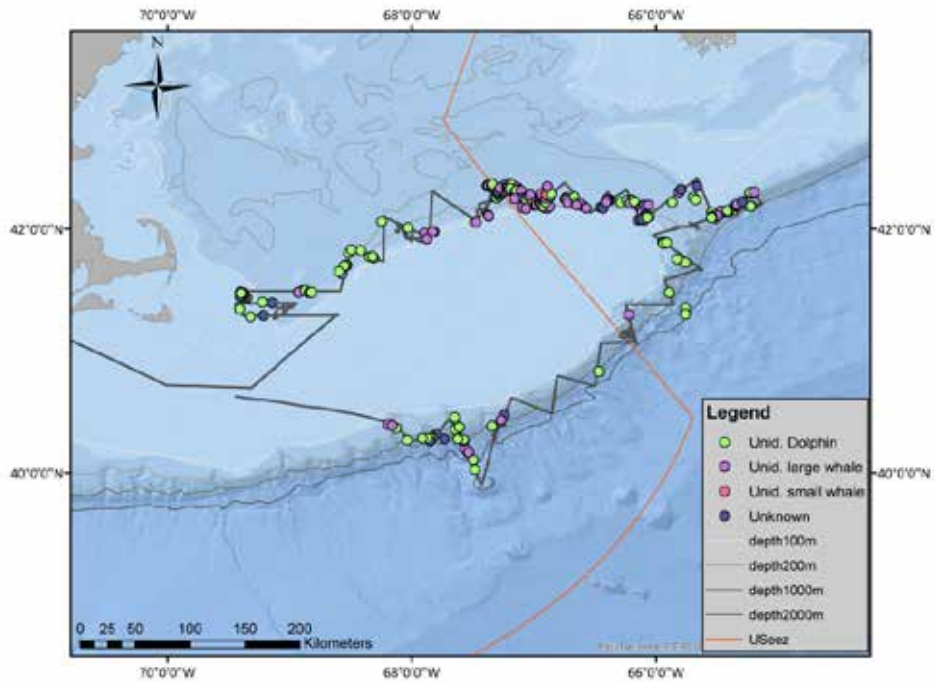 70°0'0"W 68°0'0"W 66°0'0"W
N
42°0'0"N 42°0'0"N
40°0'0"N 40°0'0"N
Legend
Unid. Dolphin
Unid. large whale
Unid. small whale
Unknown
depth100m
depth200m
depth1000m
depth2000m
USeez
0 25 50 100 150 200
Kilometers
70°0'0"W 68°0'0"W 66°0'0"W